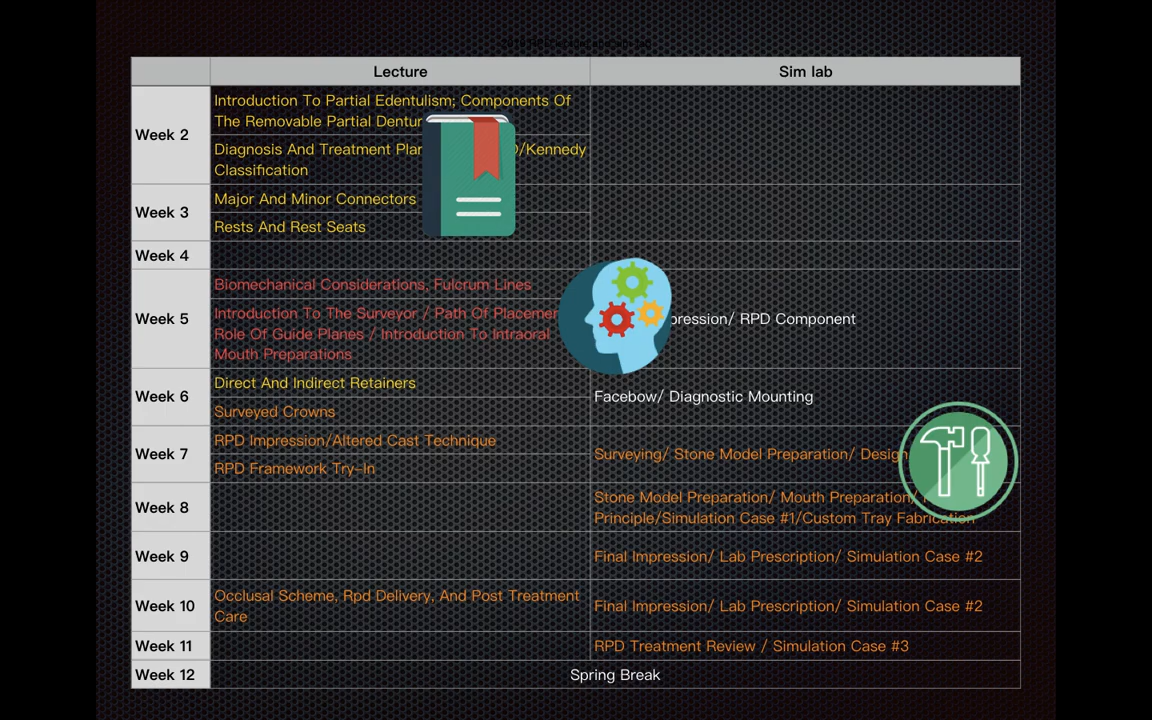 Lecture
Sim lab
Week 2
Introduction To Partial Edentulism; Components Of
The Removable Partial Dentur
Diagnosis And Treatment Plan /Kennedy
Classification
Week 3
Major And Minor Connectors
Rests And Rest Seats
Week 4
Week 5
Biomechanical Considerations, Fulcrum Lines
Introduction To The Surveyor / Path Of Placemen
Role Of Guide Planes / Introduction To Intraoral
Mouth Preparations
pression/ RPD Component
Week 6
Direct And Indirect Retainers
Surveyed Crowns
Facebow/ Diagnostic Mounting
Week 7
RPD Impression/Altered Cast Technique
RPD Framework Try-In
Surveying/ Stone Model Preparation/ Design
Week 8
Stone Model Preparation/ Mouth Preparation/
Principle/Simulation Case #1/Custom Tray Fabrication
Week 9
Final Impression/ Lab Prescription/ Simulation Case #2
Week 10
Occlusal Scheme, Rpd Delivery, And Post Treatment
Care
Final Impression/ Lab Prescription/ Simulation Case #2
Week 11
RPD Treatment Review / Simulation Case #3
Week 12
Spring Break